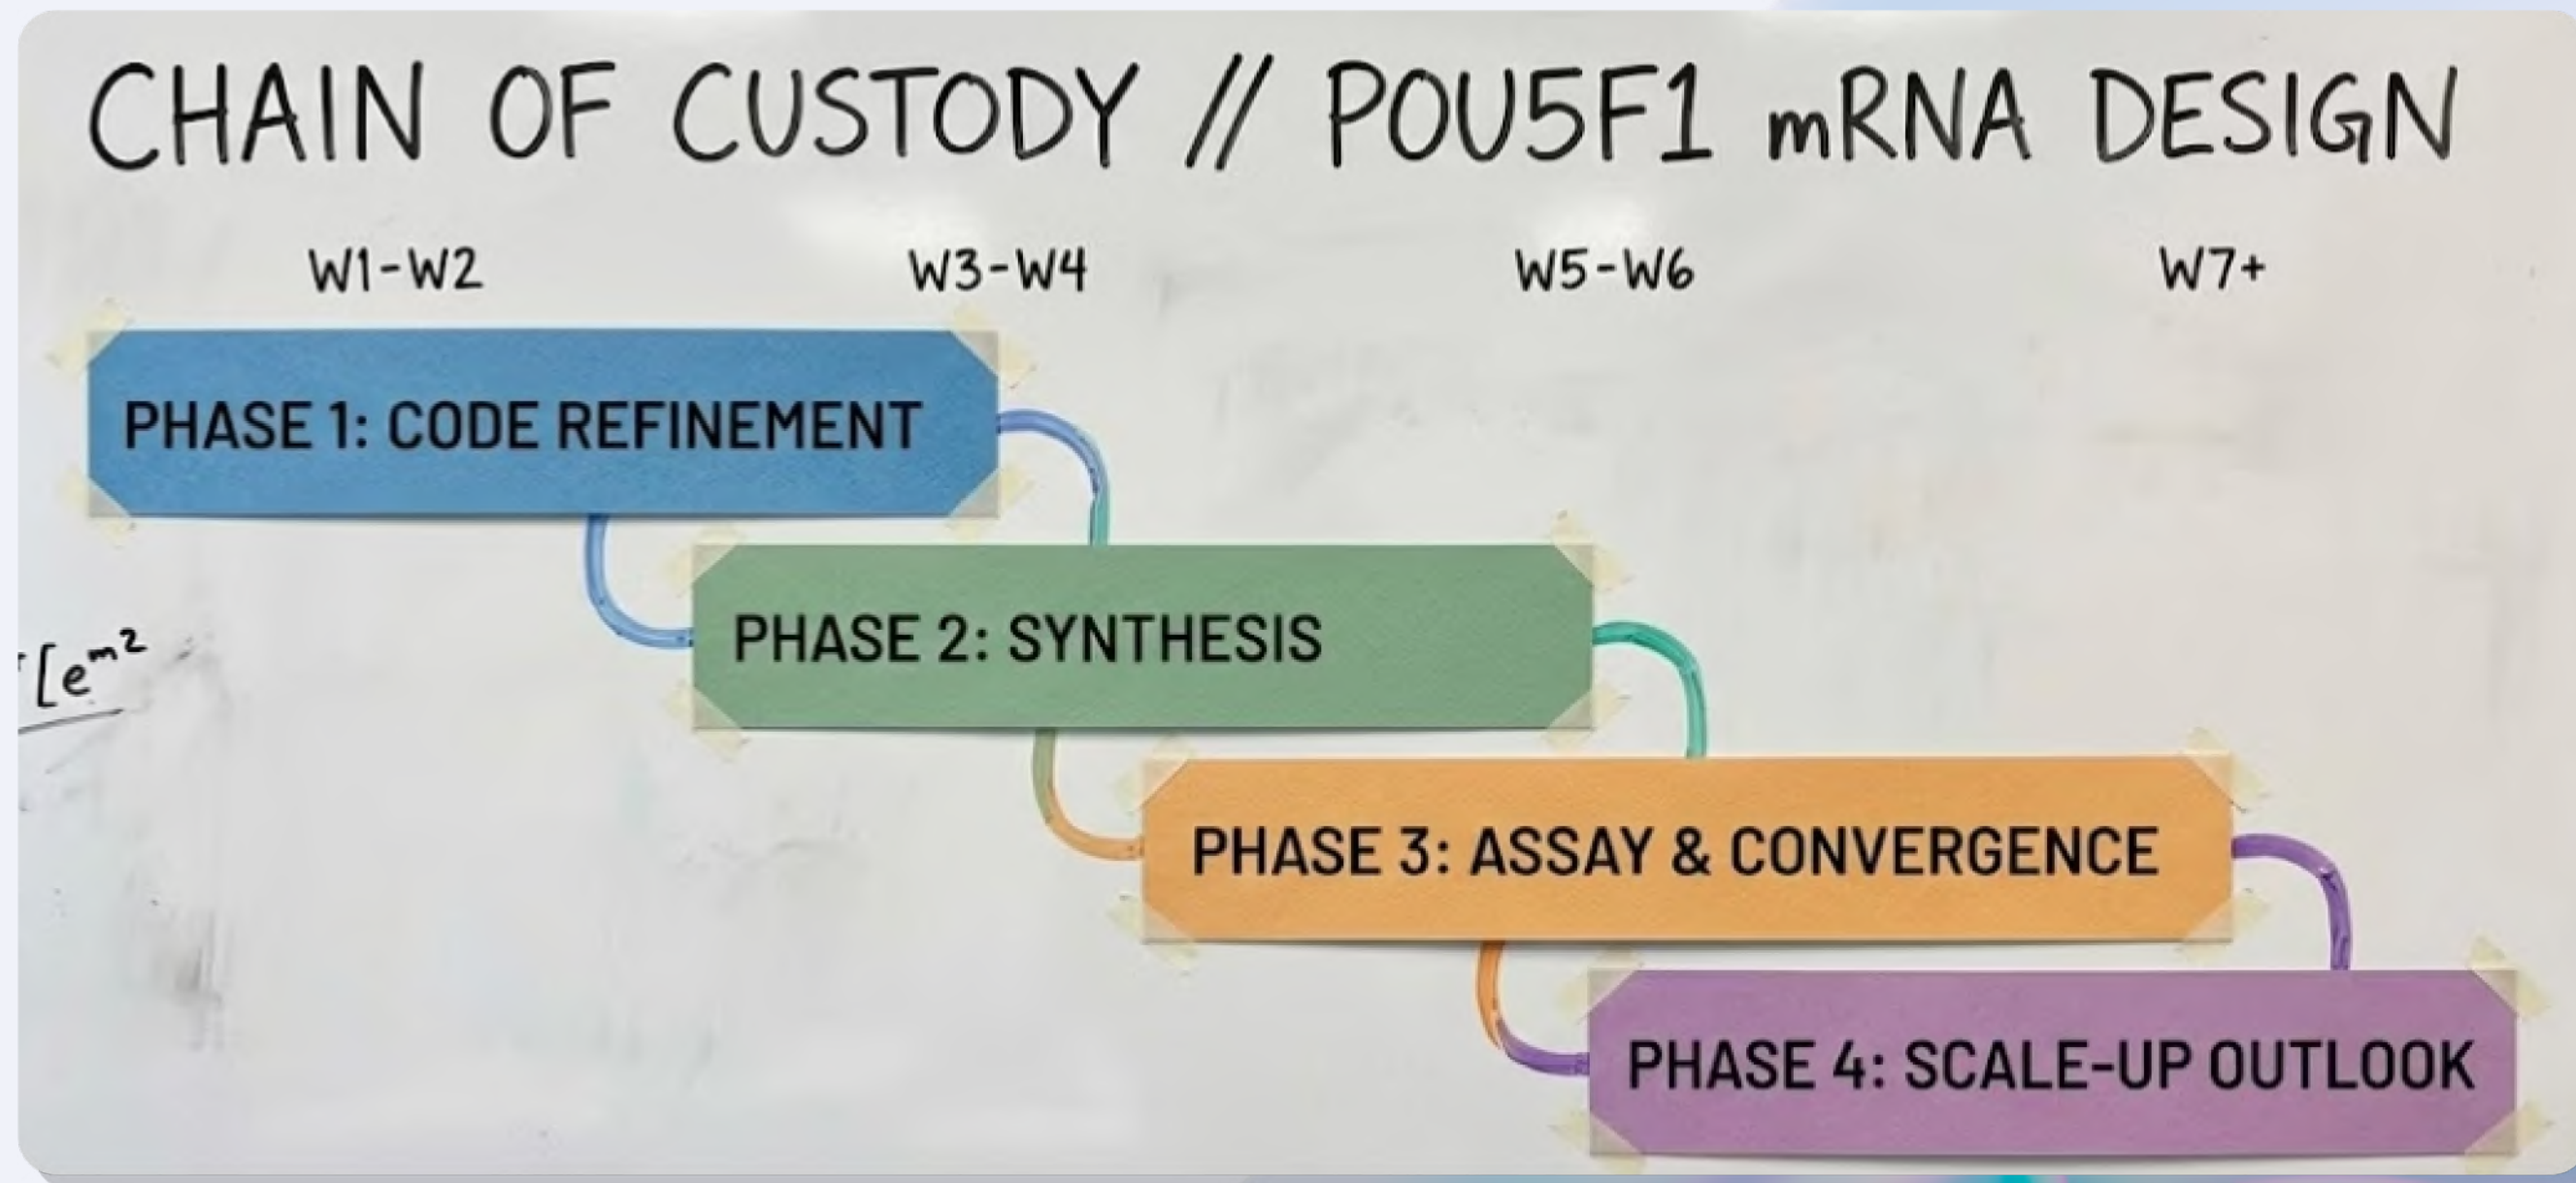 CHAIN OF CUSTODY // POU5F1 mRNA DESIGN
W1-W2 W3-W4 W5-W6 W7+
PHASE 1: CODE REFINEMENT
PHASE 2: SYNTHESIS
[e^m2
PHASE 3: ASSAY & CONVERGENCE
PHASE 4: SCALE-UP OUTLOOK